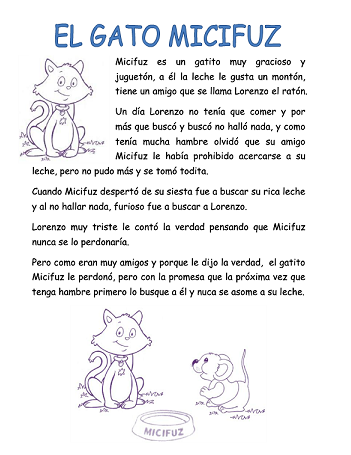 EL GATO MICIFUZ
Micifuz es un gatito muy gracioso y
juguetón, a él la leche le gusta un montón,
tiene un amigo que se llama Lorenzo el ratón.
Un día Lorenzo no tenía que comer y por
más que buscó y buscó no halló nada, y como
tenía mucha hambre olvidó que su amigo
Micifuz le había prohibido acercarse a su
leche, pero no pudo más y se tomó todita.
Cuando Micifuz despertó de su siesta fue a buscar su rica leche
y al no hallar nada, furioso fue a buscar a Lorenzo.
Lorenzo muy triste le contó la verdad pensando que Micifuz
nunca se lo perdonaría.
Pero como eran muy amigos y porque le dijo la verdad, el gatito
Micifuz le perdonó, pero con la promesa que la próxima vez que
tenga hambre primero lo busque a él y nuca se asome a su leche.
MICIFUZ